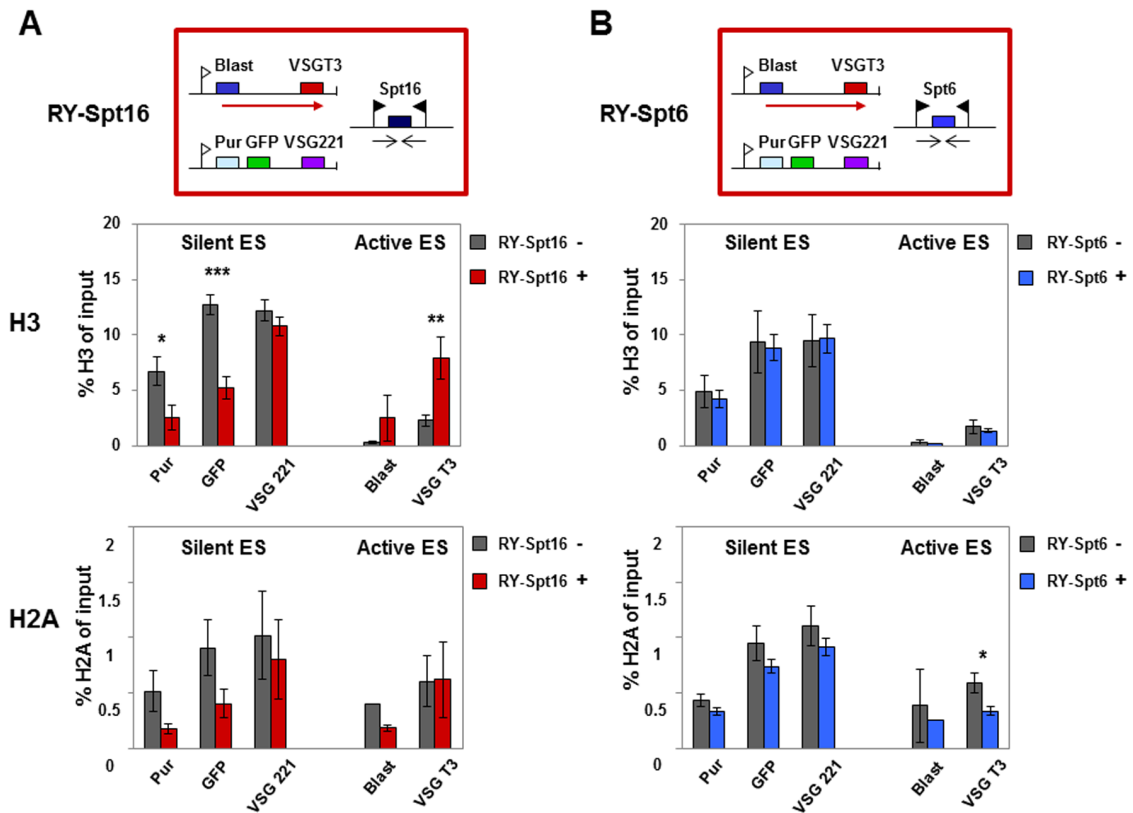 A
Blast VSGT3
Spt16
RY-Spt16
Pur GFP VSG221
B
Blast VSGT3
Spt6
RY-Spt6
Pur GFP VSG221
H3
% H3 of input
20
15
10
5
0
Silent ES Active ES
*
***
**
Pur
GFP
VSG 221
Blast
VSG T3
RY-Spt16 -
RY-Spt16 +
% H3 of input
20
15
10
5
0
Silent ES Active ES
Pur
GFP
VSG 221
Blast
VSG T3
RY-Spt6 -
RY-Spt6 +
H2A
% H2A of input
2
1.5
1
0.5
0
Silent ES Active ES
Pur
GFP
VSG 221
Blast
VSG T3
RY-Spt16 -
RY-Spt16 +
% H2A of input
2
1.5
1
0.5
0
Silent ES Active ES
*
Pur
GFP
VSG 221
Blast
VSG T3
RY-Spt6 -
RY-Spt6 +